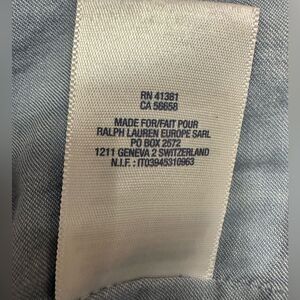 RN 41381
CA 56658
MADE FOR/FAIT POUR
RALPH LAUREN EUROPE SARL
PO BOX 2572
1211 GENEVA 2 SWITZERLAND
N.I.F. : IT03945310963